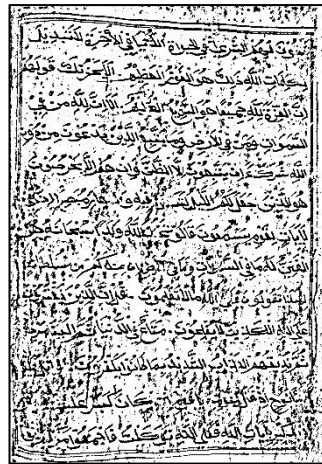 يتقون لهم البشرى في الحياة الدنيا وفي الآخرة لا تبديل
لكلمات الله ذلك هو الفوز العظيم ولا يحزنك قولهم
إن العزة لله جميعا هو السميع العليم ألا إن لله من في
السموات ومن في الأرض وما يتبع الذين يدعون من دون
الله شركاء إن يتبعون إلا الظن وإن هم إلا يخرصون
هو الذي جعل لكم الليل لتسكنوا فيه والنهار مبصرا إن في ذلك
لآيات لقوم يسمعون قالوا اتخذ الله ولدا سبحانه هو
الغني له ما في السموات وما في الأرض إن عندكم من سلطان
بهذا أتقولون على الله ما لا تعلمون قل إن الذين يفترون
على الله الكذب لا يفلحون متاع في الدنيا ثم إلينا مرجعهم
ثم نذيقهم العذاب الشديد بما كانوا يكفرون
نوح إذ قال لقومه كان كبر عليكم
الله فعلى الله توكلت فأجمعوا أمركم